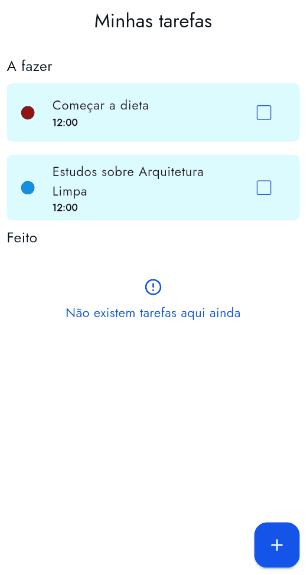 Minhas tarefas
A fazer
Começar a dieta
12:00
Estudos sobre Arquitetura
Limpa
12:00
Feito
Não existem tarefas aqui ainda
+